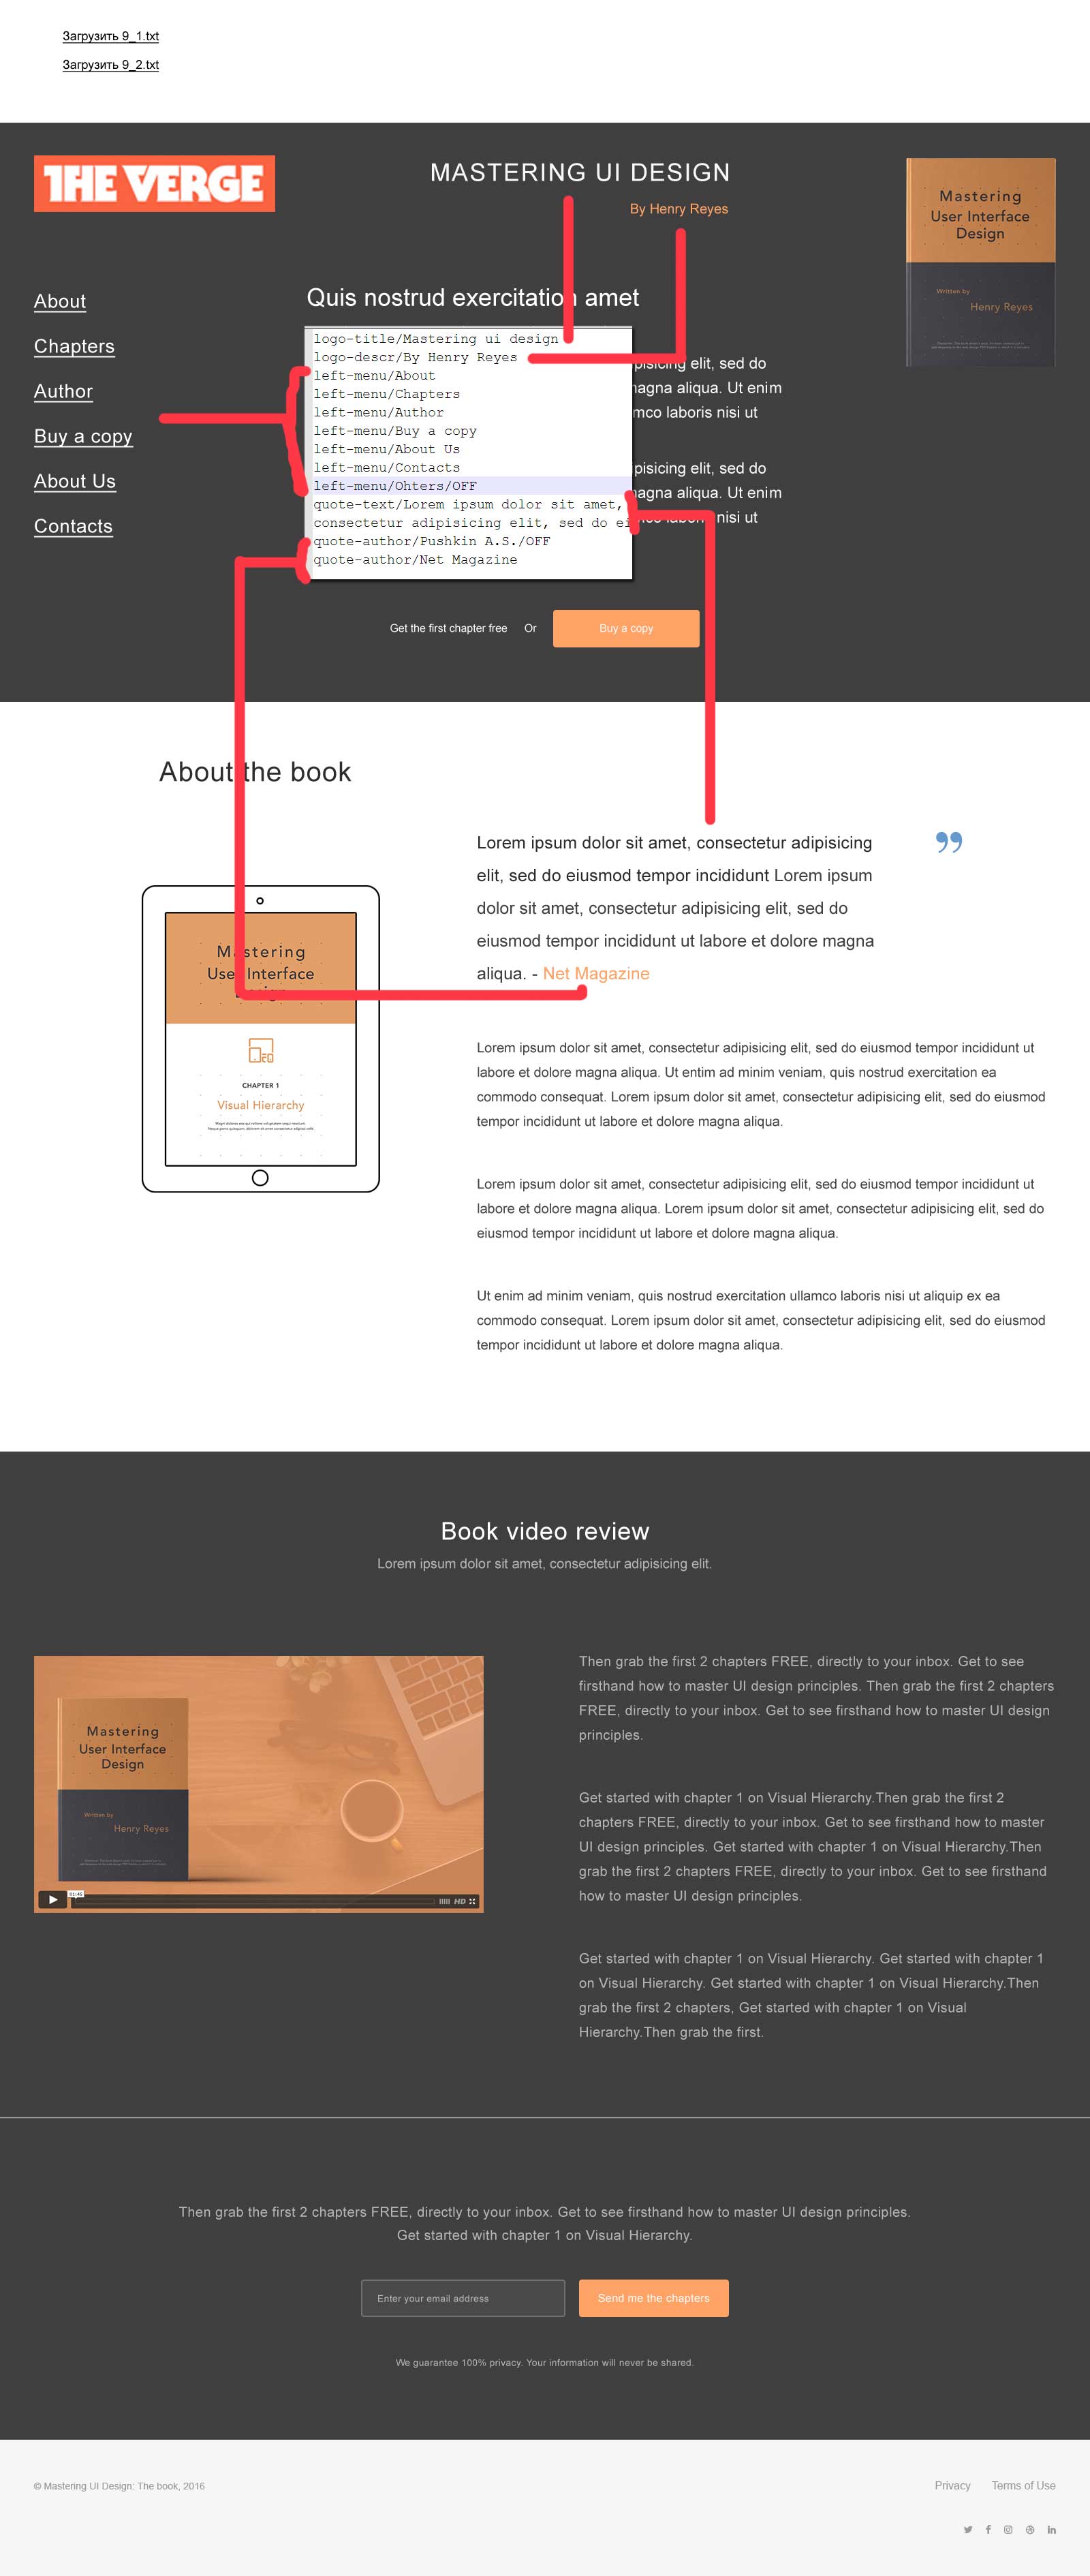 Загрузить 9_1.txt
Загрузить 9_2.txt
THE VERGE
MASTERING UI DESIGN
By Henry Reyes
Mastering
User Interface
Design
Written by
Henry Reyes
About
Chapters
Author
Buy a copy
About Us
Contacts
Quis nostrud exercitation amet
logo-title/Mastering ui design
logo-descr/By Henry Reyes
left-menu/About
left-menu/Chapters
left-menu/Author
left-menu/Buy a copy
left-menu/About Us
left-menu/Contacts
left-menu/Ohters/OFF
quote-text/Lorem ipsum dolor sit amet,
consectetur adipisicing elit, sed do ei
quote-author/Pushkin A.S./OFF
quote-author/Net Magazine
pisicing elit, sed do
magna aliqua. Ut enim
mco laboris nisi ut
pisicing elit, sed do
magna aliqua. Ut enim
nisi ut
Get the first chapter free Or Buy a copy
About the book
Lorem ipsum dolor sit amet, consectetur adipisicing
elit, sed do eiusmod tempor incididunt Lorem ipsum
dolor sit amet, consectetur adipisicing elit, sed do
eiusmod tempor incididunt ut labore et dolore magna
aliqua. - Net Magazine
”
Mastering
User Interface
Design
CHAPTER 1
Visual Hierarchy
Lorem ipsum dolor sit amet, consectetur adipisicing elit, sed do eiusmod tempor incididunt ut
labore et dolore magna aliqua. Ut entim ad minim veniam, quis nostrud exercitation ea
commodo consequat. Lorem ipsum dolor sit amet, consectetur adipisicing elit, sed do eiusmod
tempor incididunt ut labore et dolore magna aliqua.
Lorem ipsum dolor sit amet, consectetur adipisicing elit, sed do eiusmod tempor incididunt ut
labore et dolore magna aliqua. Lorem ipsum dolor sit amet, consectetur adipisicing elit, sed do
eiusmod tempor incididunt ut labore et dolore magna aliqua.
Ut enim ad minim veniam, quis nostrud exercitation ullamco laboris nisi ut aliquip ex ea
commodo consequat. Lorem ipsum dolor sit amet, consectetur adipisicing elit, sed do eiusmod
tempor incididunt ut labore et dolore magna aliqua.
Book video review
Lorem ipsum dolor sit amet, consectetur adipisicing elit.
Mastering
User Interface
Design
Written by
Henry Reyes
01:45
HD
Then grab the first 2 chapters FREE, directly to your inbox. Get to see
firsthand how to master UI design principles. Then grab the first 2 chapters
FREE, directly to your inbox. Get to see firsthand how to master UI design
principles.
Get started with chapter 1 on Visual Hierarchy.Then grab the first 2
chapters FREE, directly to your inbox. Get to see firsthand how to master
UI design principles. Get started with chapter 1 on Visual Hierarchy.Then
grab the first 2 chapters FREE, directly to your inbox. Get to see firsthand
how to master UI design principles.
Get started with chapter 1 on Visual Hierarchy. Get started with chapter 1
on Visual Hierarchy. Get started with chapter 1 on Visual Hierarchy.Then
grab the first 2 chapters, Get started with chapter 1 on Visual
Hierarchy.Then grab the first.
Then grab the first 2 chapters FREE, directly to your inbox. Get to see firsthand how to master UI design principles.
Get started with chapter 1 on Visual Hierarchy.
Enter your email address
Send me the chapters
We guarantee 100% privacy. Your information will never be shared.
© Mastering UI Design: The book, 2016
Privacy Terms of Use